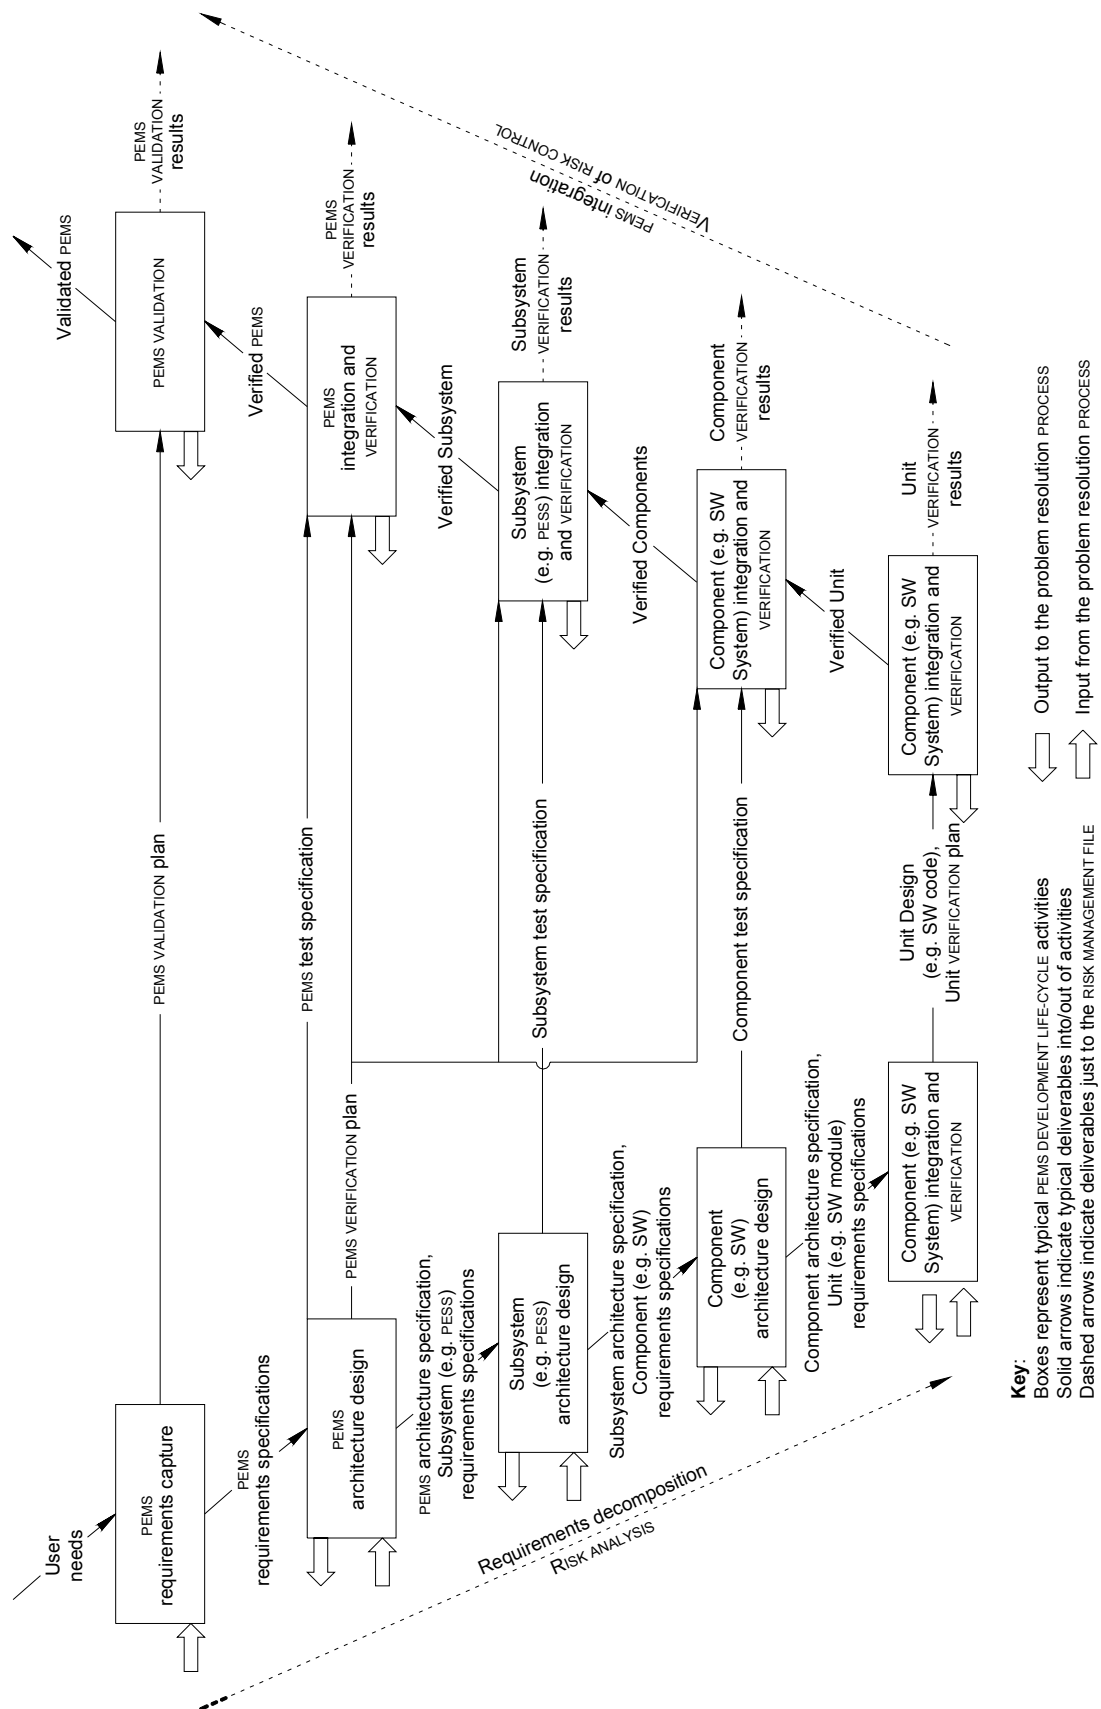 User
needs
PEMS
requirements capture
PEMS VALIDATION plan
PEMS VALIDATION
Validated PEMS
PEMS
VALIDATION
results
PEMS
requirements specifications
Verified PEMS
PEMS
architecture design
PEMS test specification
PEMS VERIFICATION plan
PEMS
integration and
VERIFICATION
PEMS
VERIFICATION
results
PEMS architecture specification,
Subsystem (e.g. PESS)
requirements specifications
Verified Subsystem
Subsystem
(e.g. PESS)
architecture design
Subsystem test specification
Subsystem
(e.g. PESS) integration
and VERIFICATION
Subsystem
VERIFICATION
results
Subsystem architecture specification,
Component (e.g. SW)
requirements specifications
Verified Components
Component
(e.g. SW)
architecture design
Component test specification
Component (e.g. SW
System) integration and
VERIFICATION
Component
VERIFICATION
results
Component architecture specification,
Unit (e.g. SW module)
requirements specifications
Verified Unit
Component (e.g. SW
System) integration and
VERIFICATION
Unit Design
(e.g. SW code),
Unit VERIFICATION plan
Component (e.g. SW
System) integration and
VERIFICATION
Unit
VERIFICATION
results
Requirements decomposition
RISK ANALYSIS
PEMS integration
VERIFICATION of RISK CONTROL
Key:
Boxes represent typical PEMS DEVELOPMENT LIFE-CYCLE activities
Solid arrows indicate typical deliverables into/out of activities
Dashed arrows indicate deliverables just to the RISK MANAGEMENT FILE
Output to the problem resolution PROCESS
Input from the problem resolution PROCESS